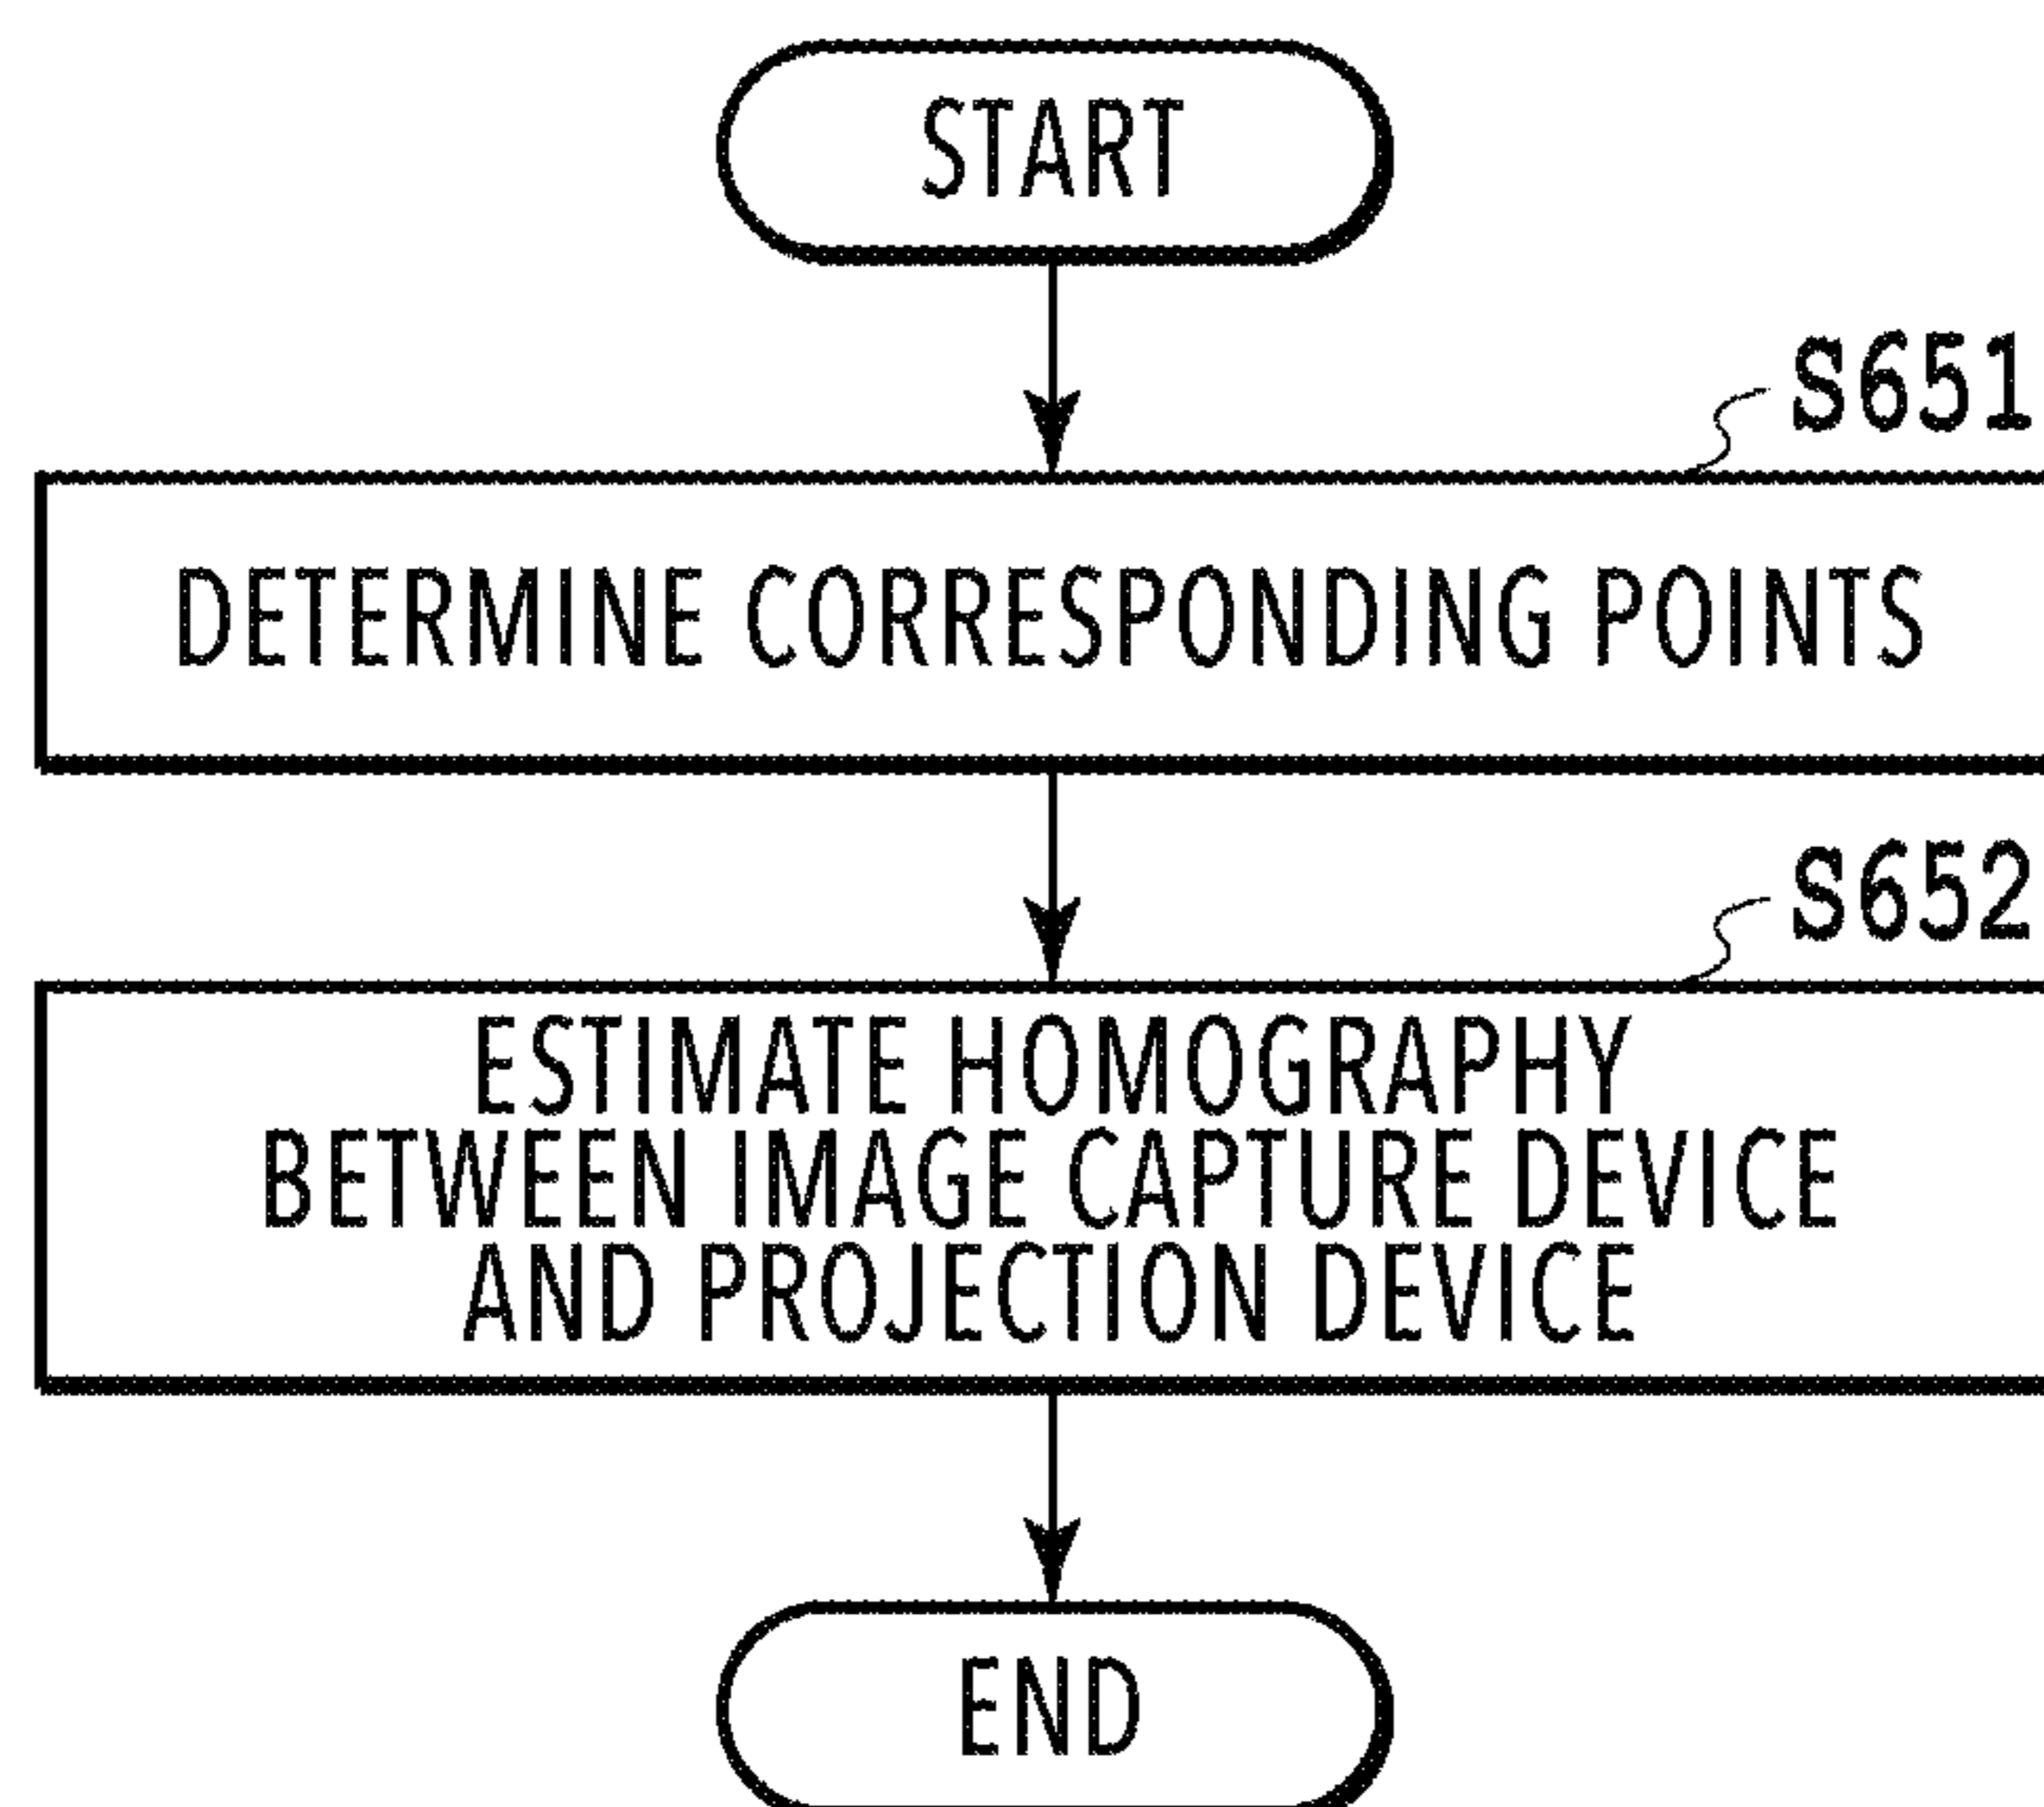 START
S651
DETERMINE CORRESPONDING POINTS
S652
ESTIMATE HOMOGRAPHY
BETWEEN IMAGE CAPTURE DEVICE
AND PROJECTION DEVICE
END